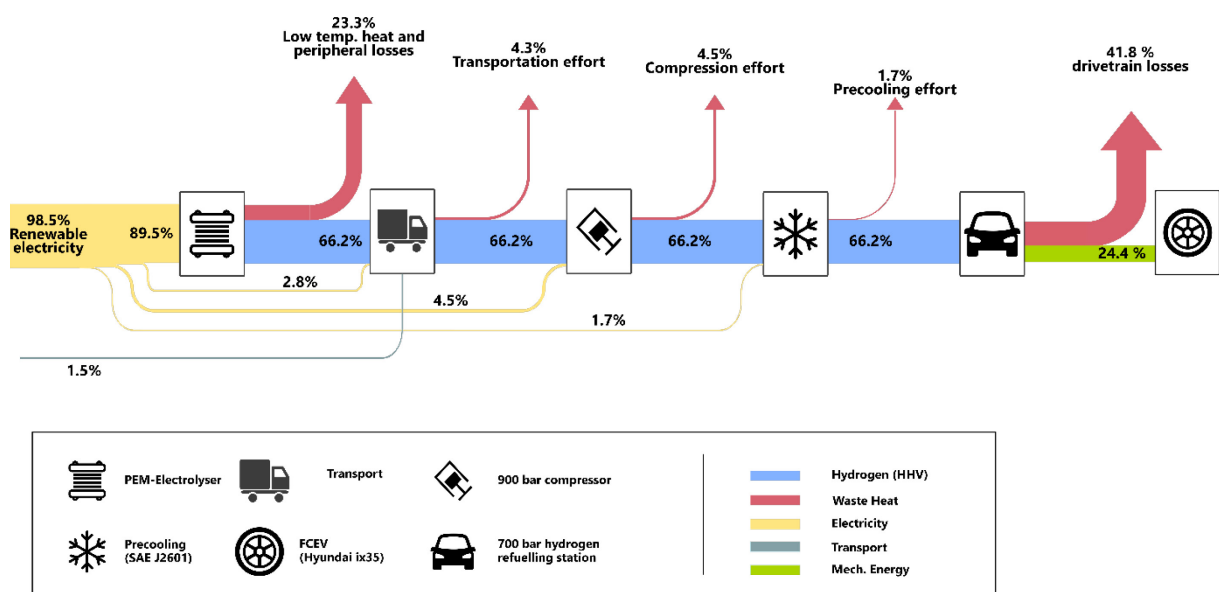 23.3%
Low temp. heat and
peripheral losses
4.3%
Transportation effort
4.5%
Compression effort
1.7%
Precooling effort
41.8 %
drivetrain losses
98.5%
Renewable
electricity
89.5%
66.2%
66.2%
66.2%
66.2%
24.4 %
2.8%
4.5%
1.7%
1.5%
PEM-Electrolyser
Transport
900 bar compressor
Precooling
(SAE J2601)
FCEV
(Hyundai ix35)
700 bar hydrogen
refuelling station
Hydrogen (HHV)
Waste Heat
Electricity
Transport
Mech. Energy